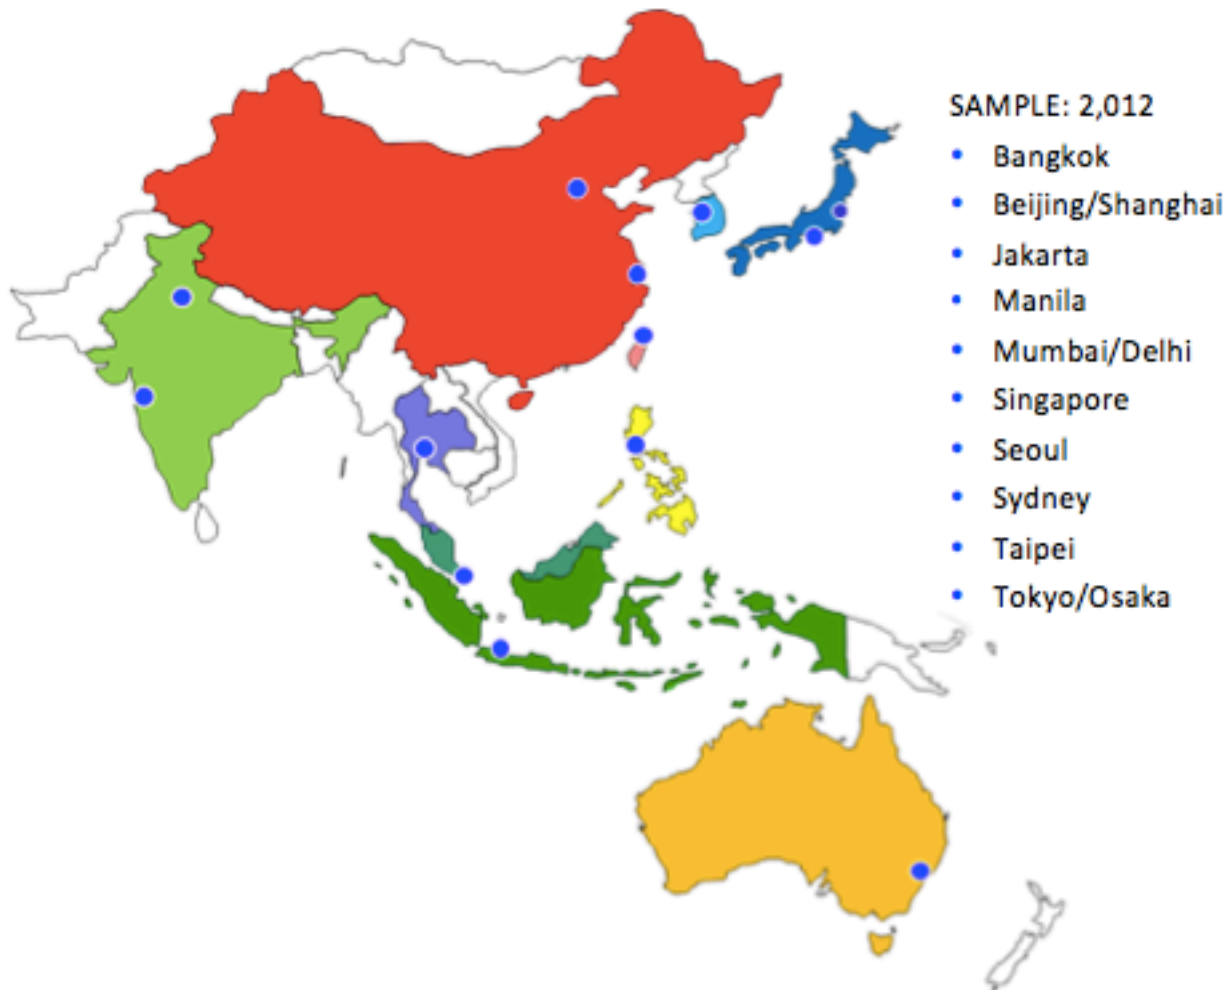 SAMPLE: 2,012
• Bangkok
• Beijing/Shanghai
• Jakarta
• Manila
• Mumbai/Delhi
• Singapore
• Seoul
• Sydney
• Taipei
• Tokyo/Osaka